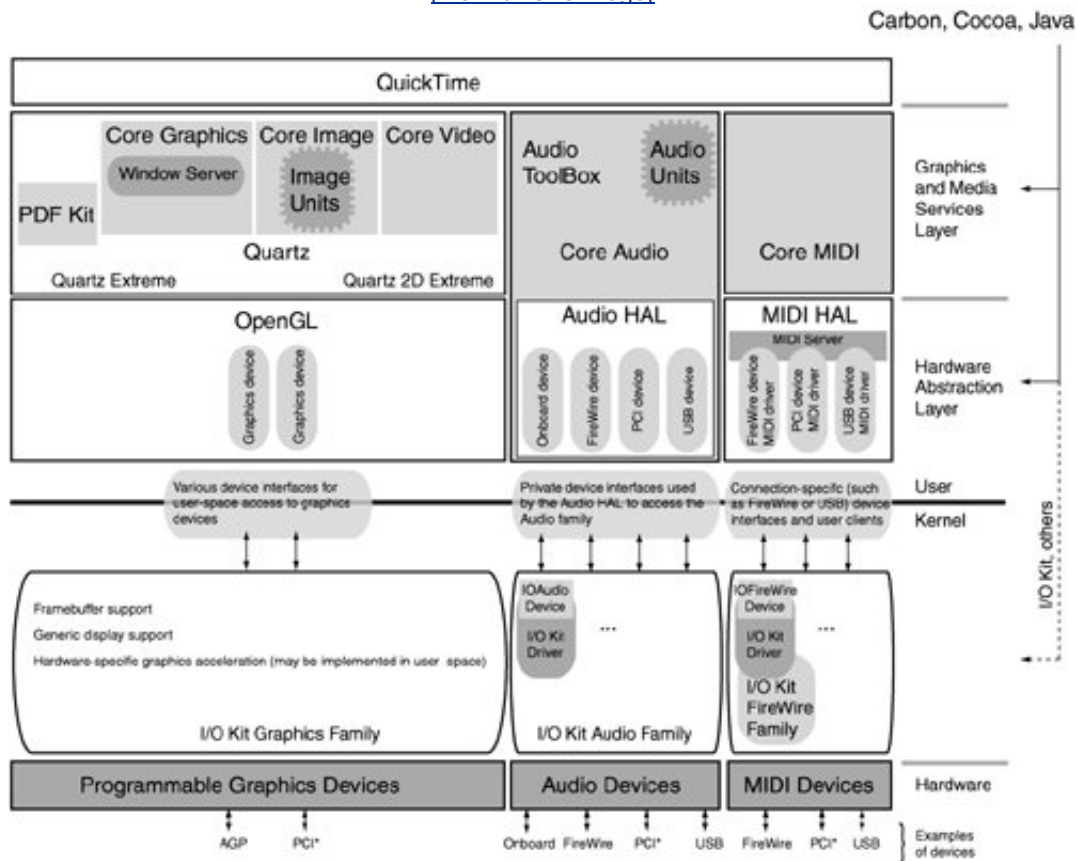 Carbon, Cocoa, Java
QuickTime
Core Graphics
Core Image
Core Video
Window Server
Image
Units
PDF Kit
Quartz
Quartz Extreme
Quartz 2D Extreme
Audio
ToolBox
Audio
Units
Core Audio
Core MIDI
Graphics
and Media
Services
Layer
OpenGL
Graphics device
Graphics device
Audio HAL
Onboard device
FireWire device
PCI device
USB device
MIDI HAL
MIDI Server
FireWire device
MIDI driver
PCI device
MIDI driver
USB device
MIDI driver
Hardware
Abstraction
Layer
Various device interfaces for
user-space access to graphics
devices
Private device interfaces used
by the Audio HAL to access the
Audio family
Connection-specific (such
as FireWire or USB) device
interfaces and user clients
User
Kernel
I/O Kit, others
Framebuffer support
Generic display support
Hardware-specific graphics acceleration (may be implemented in user space)
I/O Kit Graphics Family
IOAudio
Device
I/O Kit
Driver
...
I/O Kit Audio Family
IOFireWire
Device
I/O Kit
Driver
...
I/O Kit
FireWire
Family
Programmable Graphics Devices
Audio Devices
MIDI Devices
Hardware
AGP
PCI*
Onboard
FireWire
PCI*
USB
FireWire
PCI*
USB
Examples
of devices